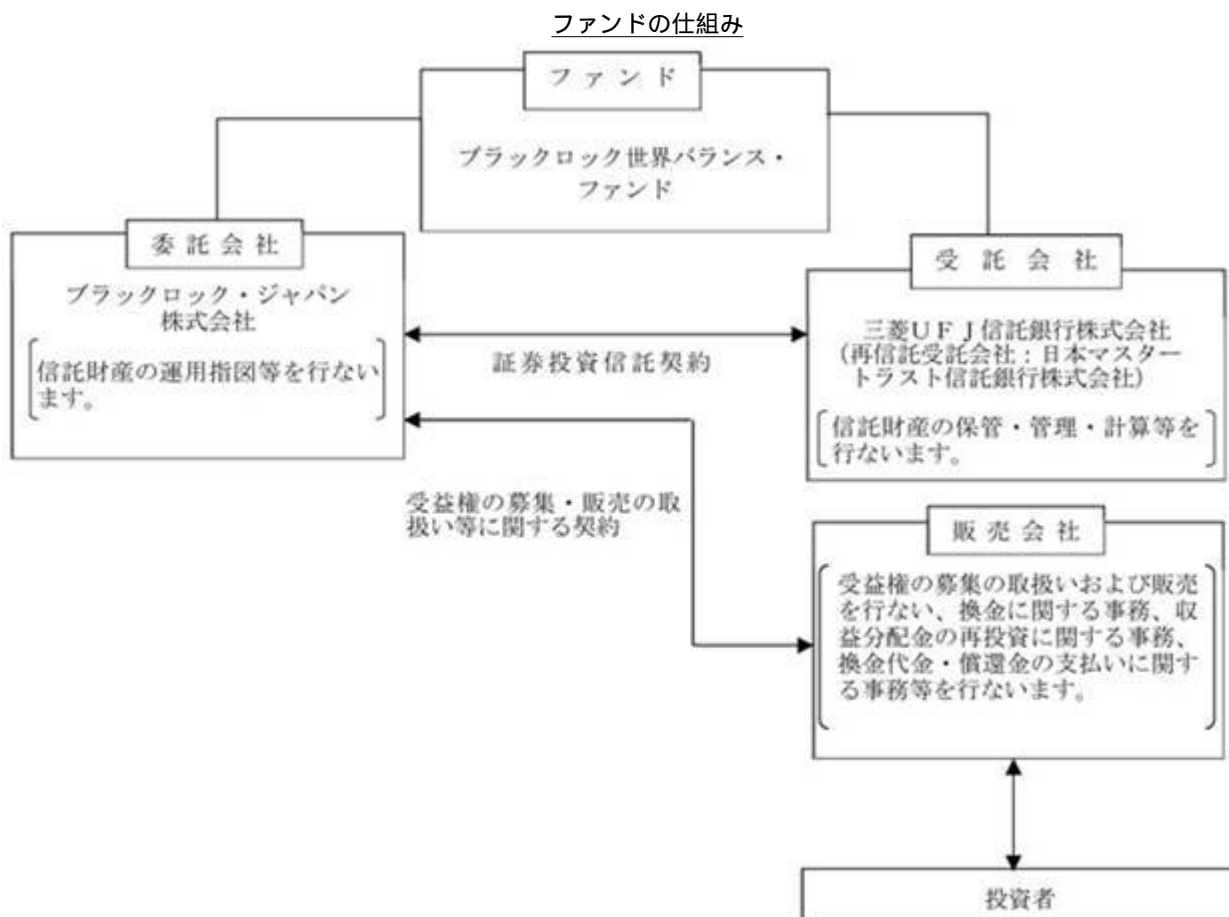 ファンドの仕組み
ファンド
ブラックロック世界バランス・
ファンド
委託会社
ブラックロック・ジャパン
株式会社
信託財産の運用指図等を行ない
ます。
証券投資信託契約
受託会社
三菱UFJ信託銀行株式会社
(再信託受託会社:日本マスター
トラスト信託銀行株式会社)
信託財産の保管・管理・計算等を
行ないます。
受益権の募集・販売の取
扱い等に関する契約
販売会社
受益権の募集の取扱いおよび販売
を行ない、換金に関する事務、収
益分配金の再投資に関する事務、
換金代金・償還金の支払いに関す
る事務等を行ないます。
投資者